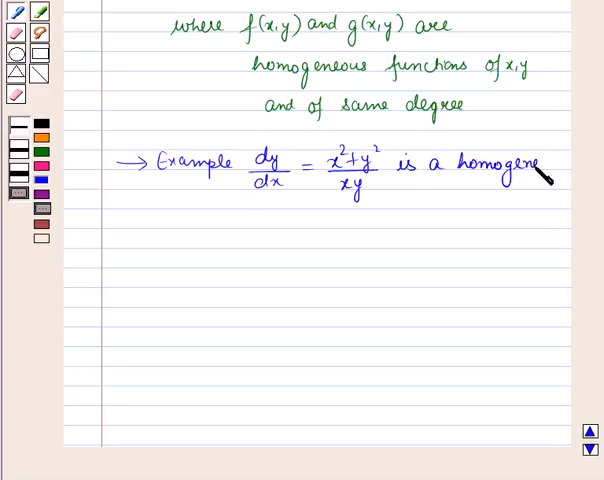 where f(x,y) and g(x,y) are
homogeneous functions of x,y
and of same degree
→ Example dy/dx = x²+y²/xy is a homogene